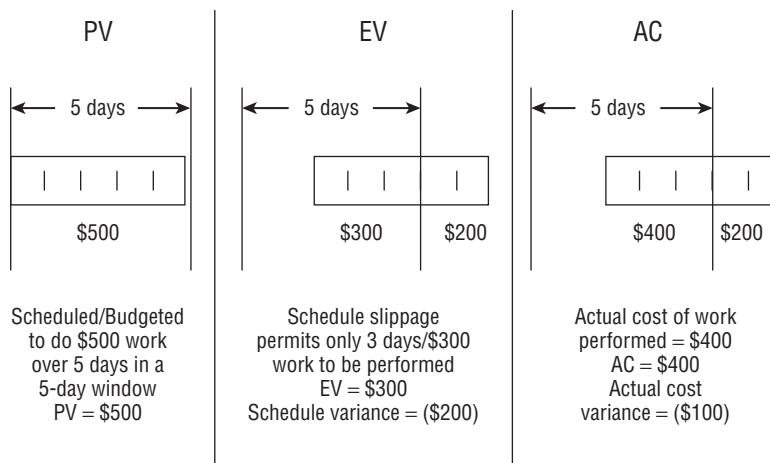 PV
5 days
$500
Scheduled/Budgeted
to do $500 work
over 5 days in a
5-day window
PV = $500
EV
5 days
$300 $200
Schedule slippage
permits only 3 days/$300
work to be performed
EV = $300
Schedule variance = ($200)
AC
5 days
$400 $200
Actual cost of work
performed = $400
AC = $400
Actual cost
variance = ($100)